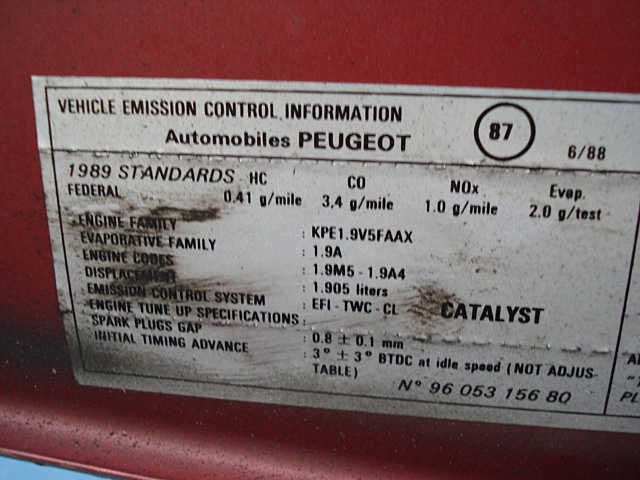 VEHICLE EMISSION CONTROL INFORMATION
Automobiles PEUGEOT
87
6/88
1989 STANDARDS HC CO NOx Evap.
FEDERAL 0.41 g/mile 3.4 g/mile 1.0 g/mile 2.0 g/test
ENGINE FAMILY : KPE1.9V5FAAX
EVAPORATIVE FAMILY : 1.9A
ENGINE CODES : 1.9M5 - 1.9A4
DISPLACEMENT : 1.905 liters
EMISSION CONTROL SYSTEM : EFI - TWC - CL CATALYST
ENGINE TUNE UP SPECIFICATIONS :
SPARK PLUGS GAP : 0.8 ± 0.1 mm
INITIAL TIMING ADVANCE : 3° ± 3° BTDC at idle speed (NOT ADJUS-
TABLE)
N° 96 053 156 80